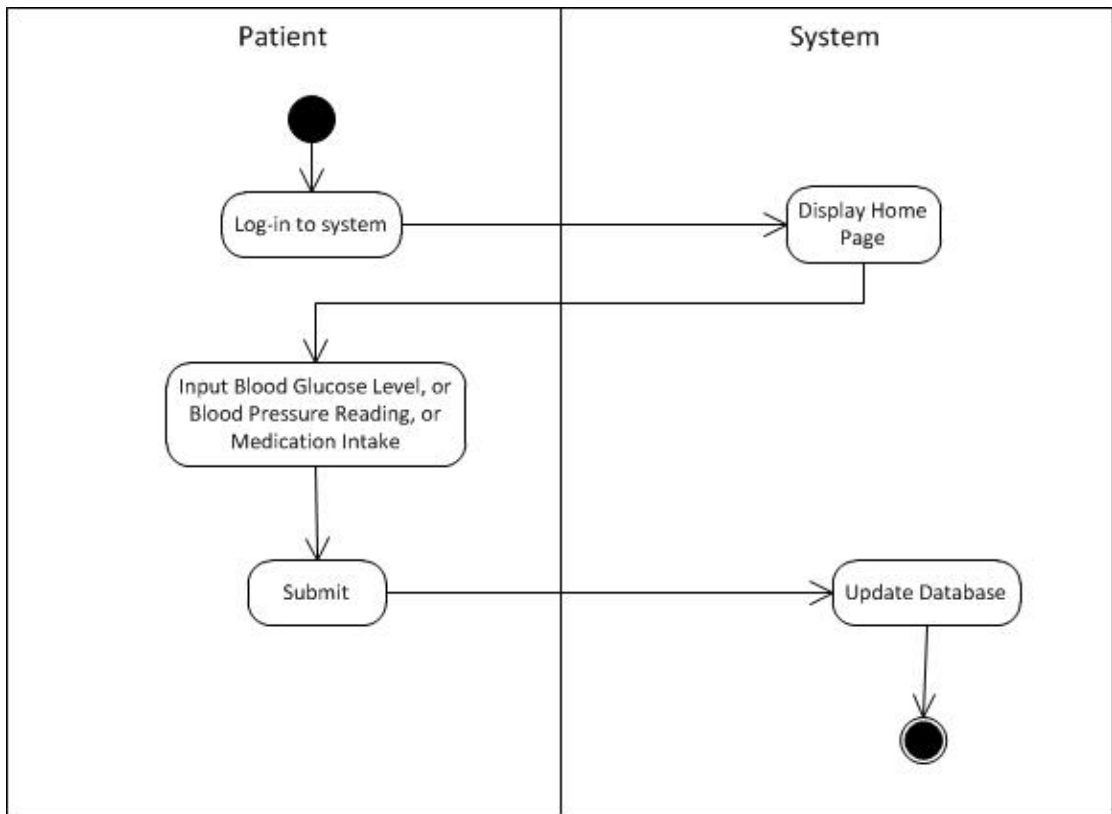 Patient
System
Log-in to system
Display Home
Page
Input Blood Glucose Level, or
Blood Pressure Reading, or
Medication Intake
Submit
Update Database